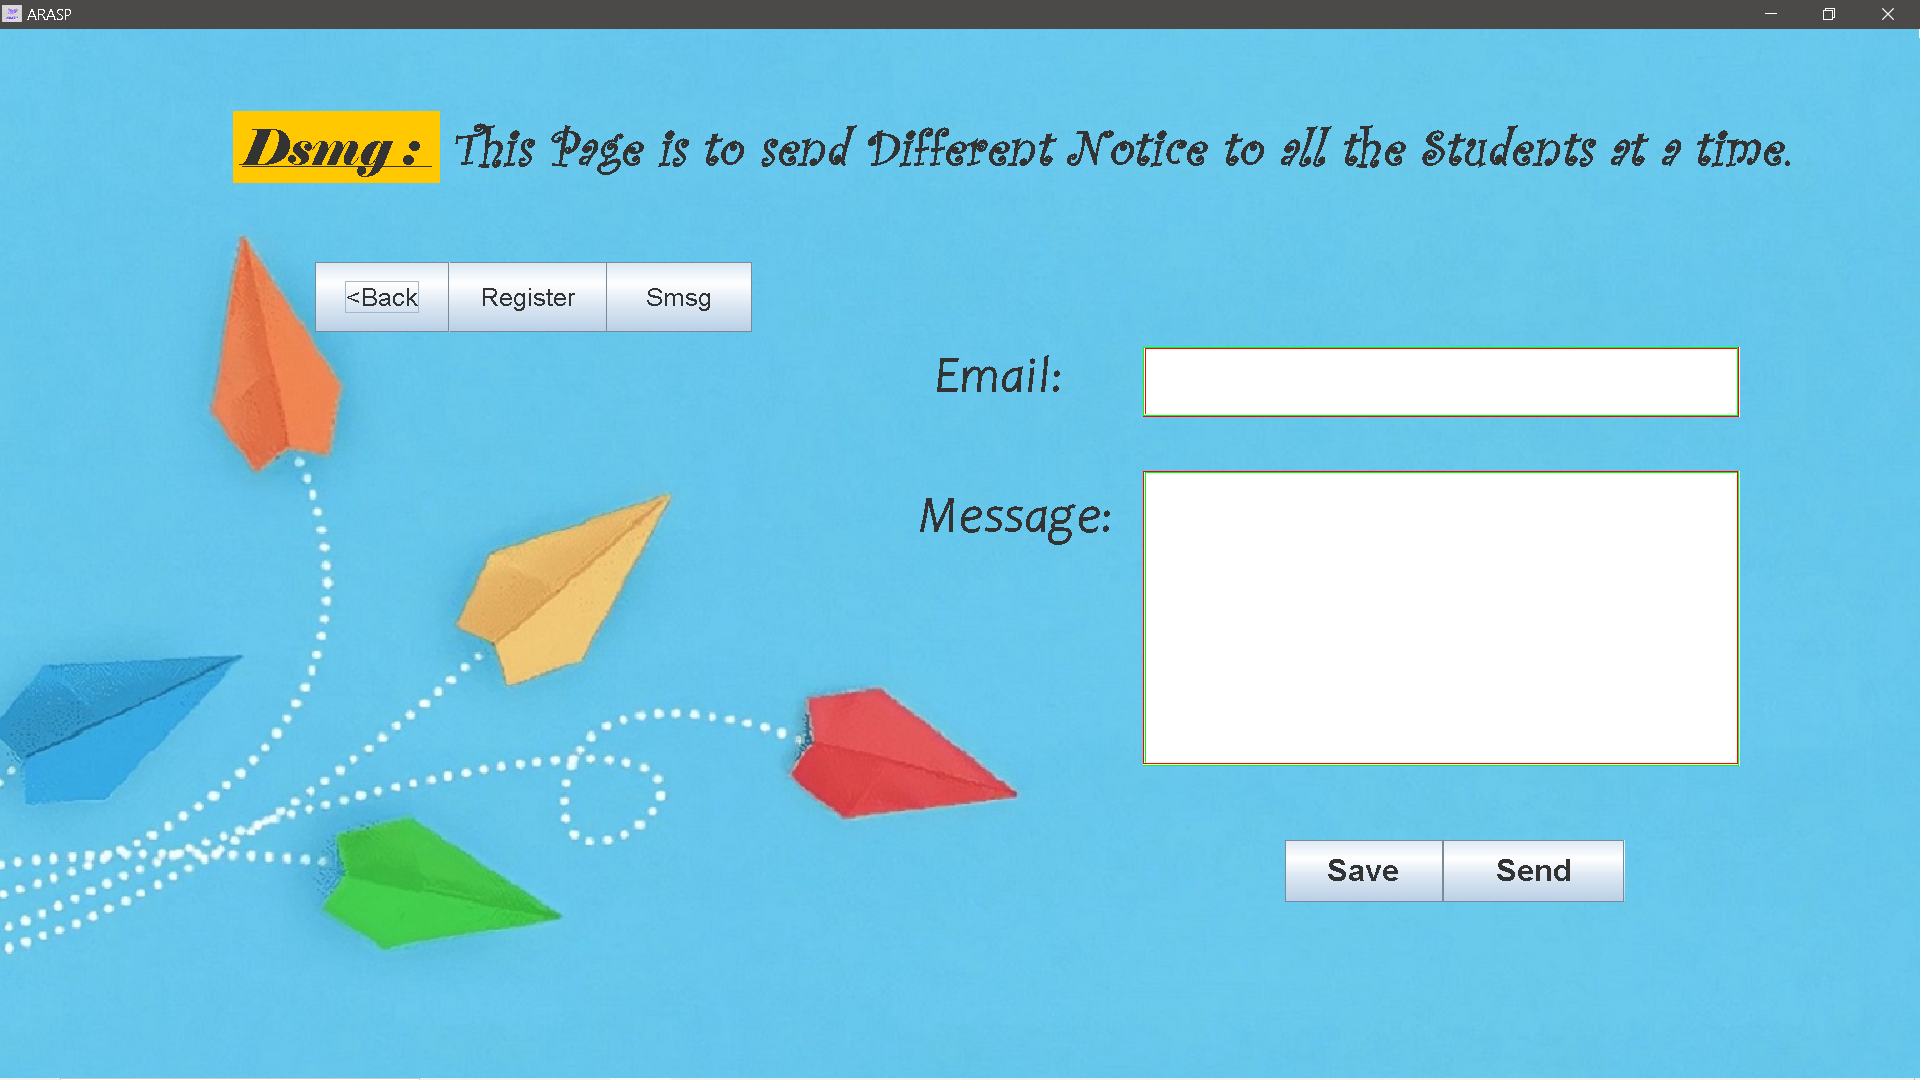 ARASP
Dsmg : This Page is to send Different Notice to all the Students at a time.
<Back Register Smsg
Email:
Message:
Save Send